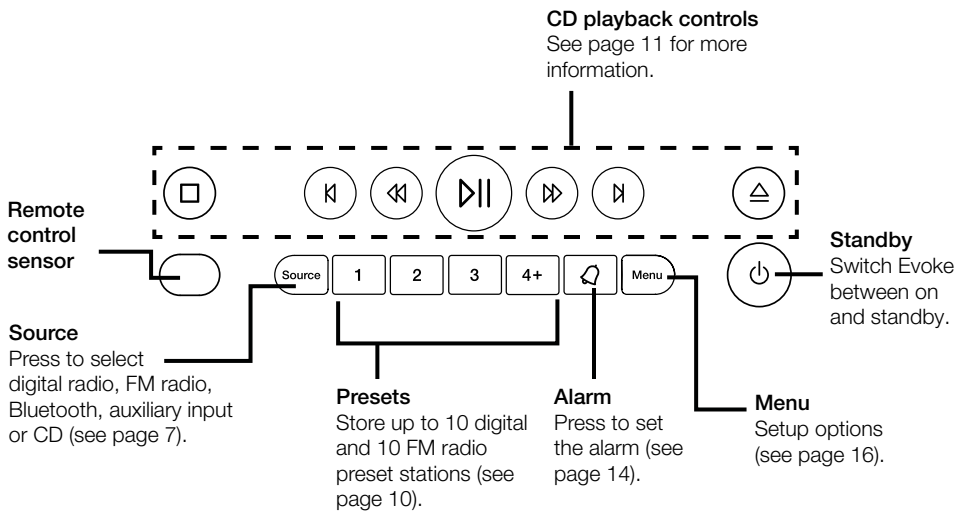 CD playback controls
See page 11 for more
information.
Remote
control
sensor
Source
1
2
3
4+
Menu
Standby
Switch Evoke
between on
and standby.
Source
Press to select
digital radio, FM radio,
Bluetooth, auxiliary input
or CD (see page 7).
Presets
Store up to 10 digital
and 10 FM radio
preset stations (see
page 10).
Alarm
Press to set
the alarm (see
page 14).
Menu
Setup options
(see page 16).